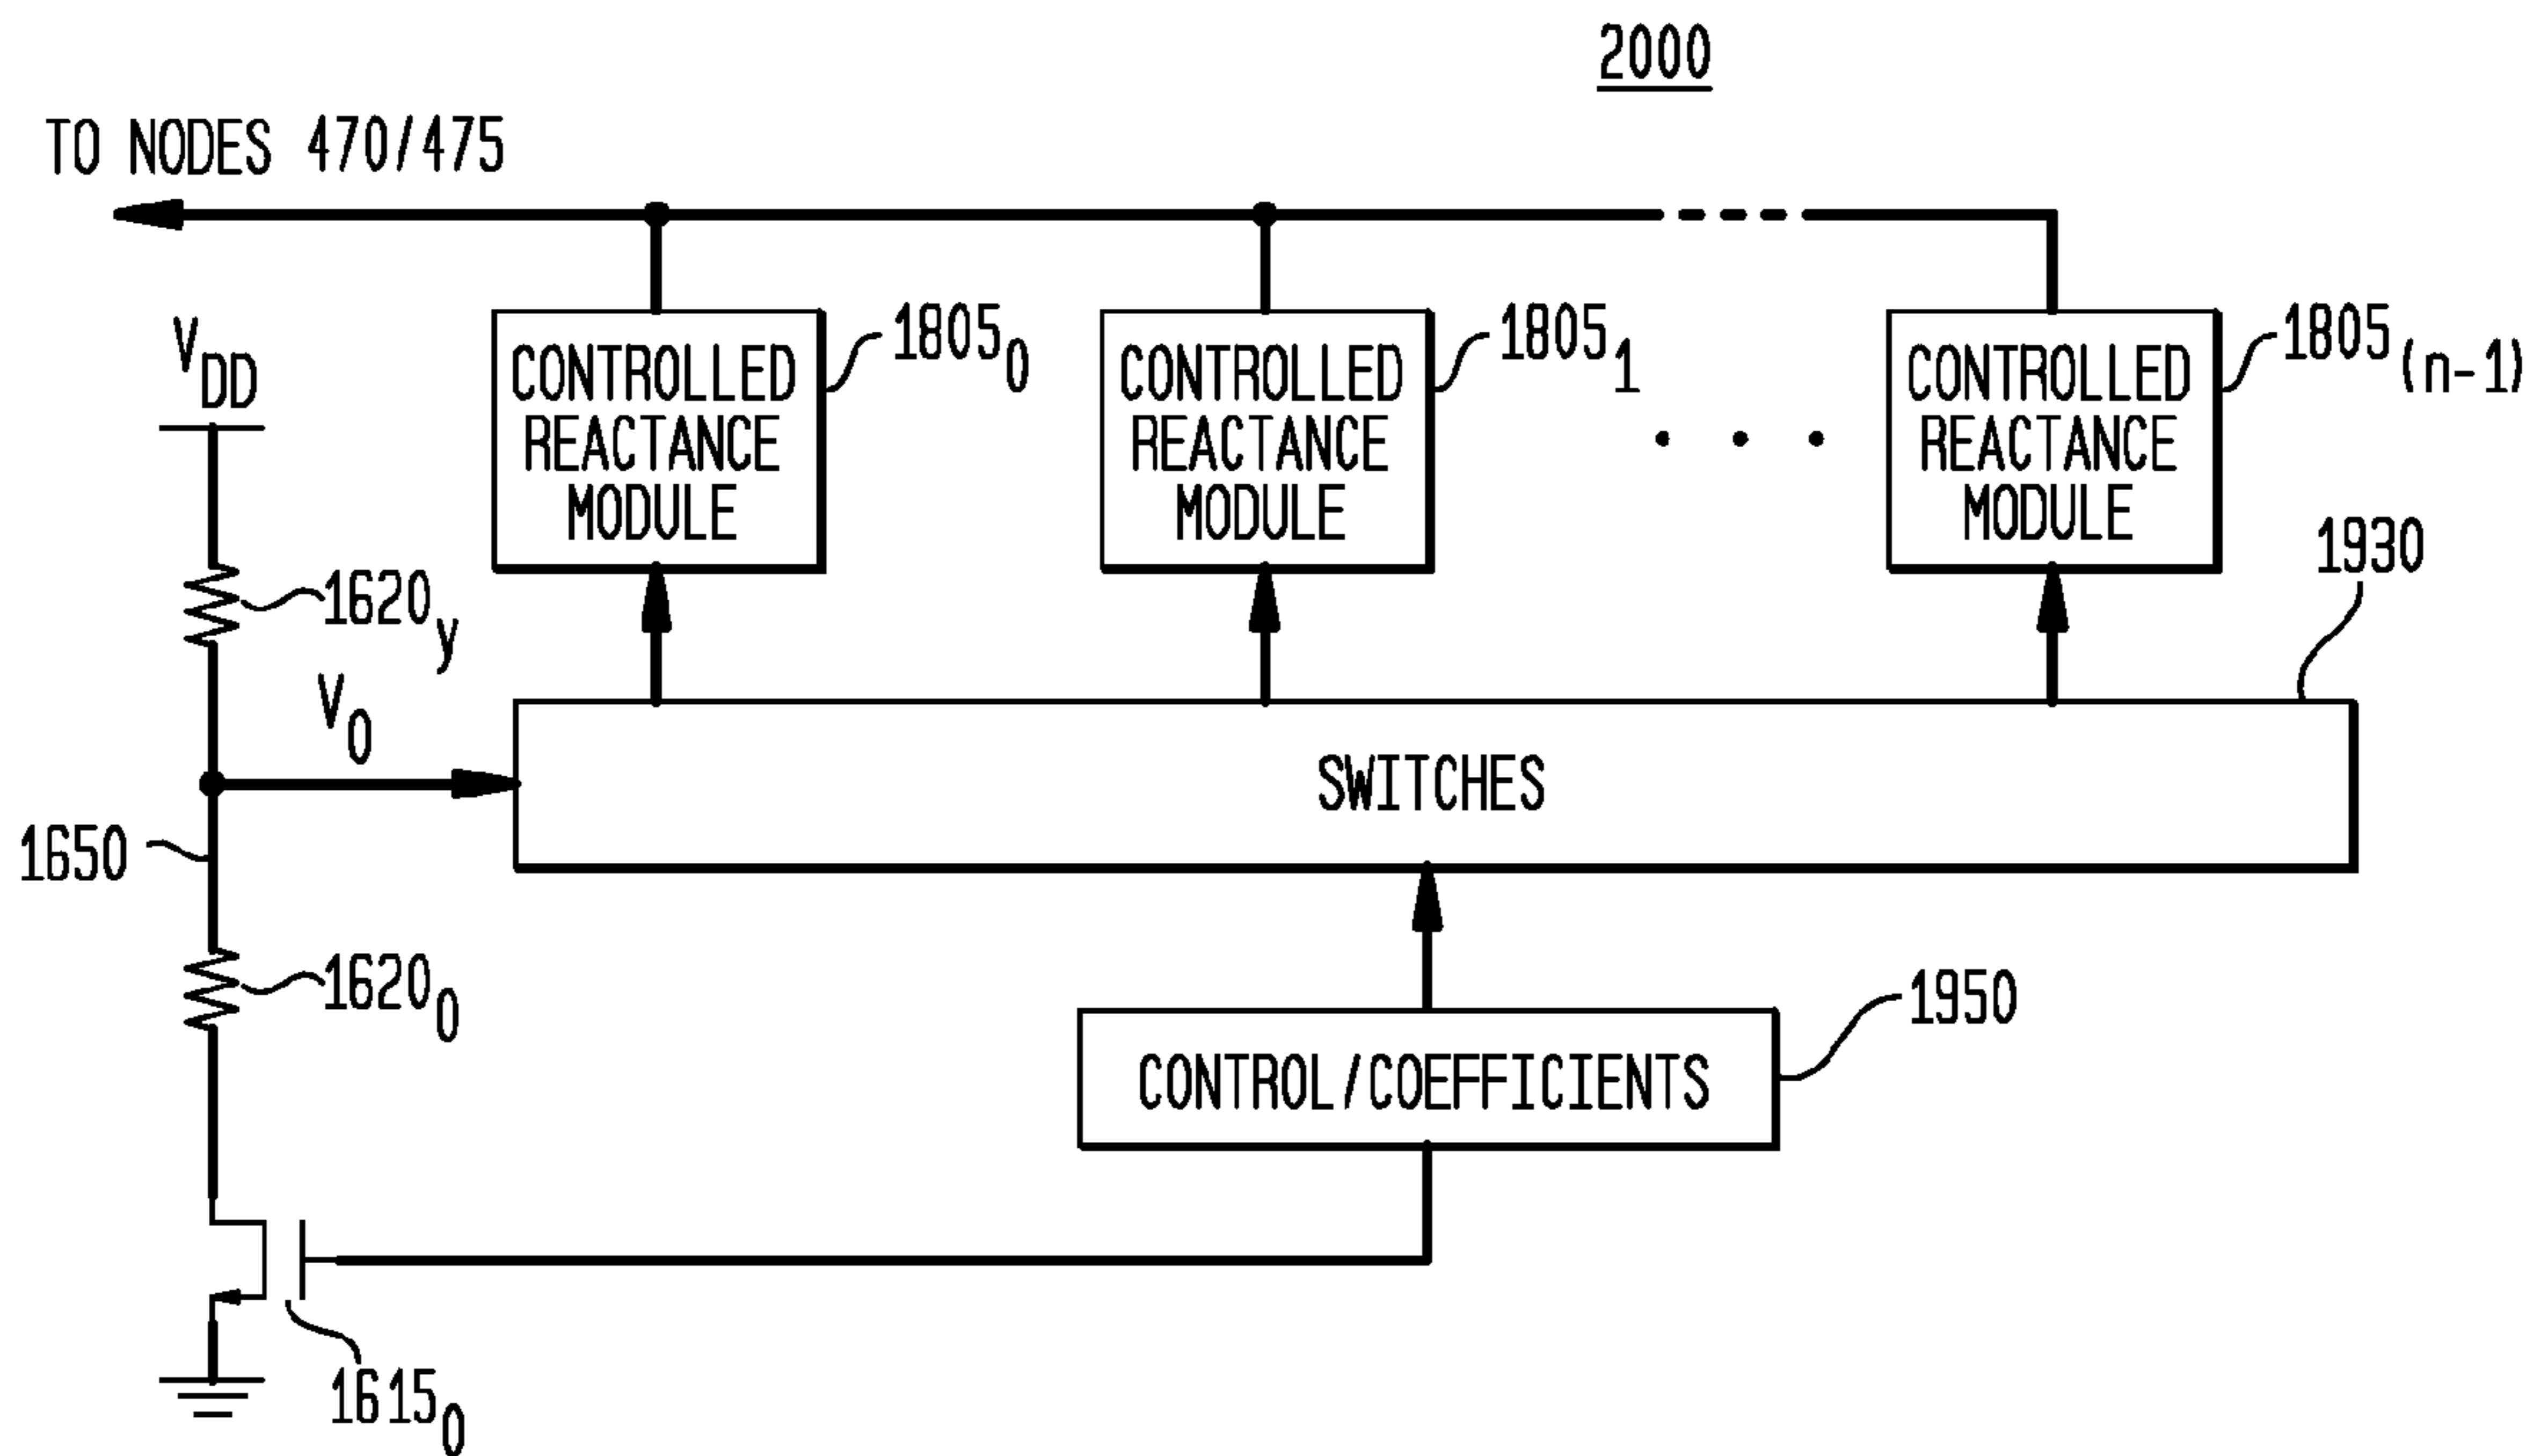 2000
TO NODES 470/475
V_DD
CONTROLLED
REACTANCE
MODULE
1805_0
CONTROLLED
REACTANCE
MODULE
1805_1
. . .
CONTROLLED
REACTANCE
MODULE
1805_(n-1)
1620_y
1930
V_0
SWITCHES
1650
1620_0
1950
CONTROL/COEFFICIENTS
1615_0